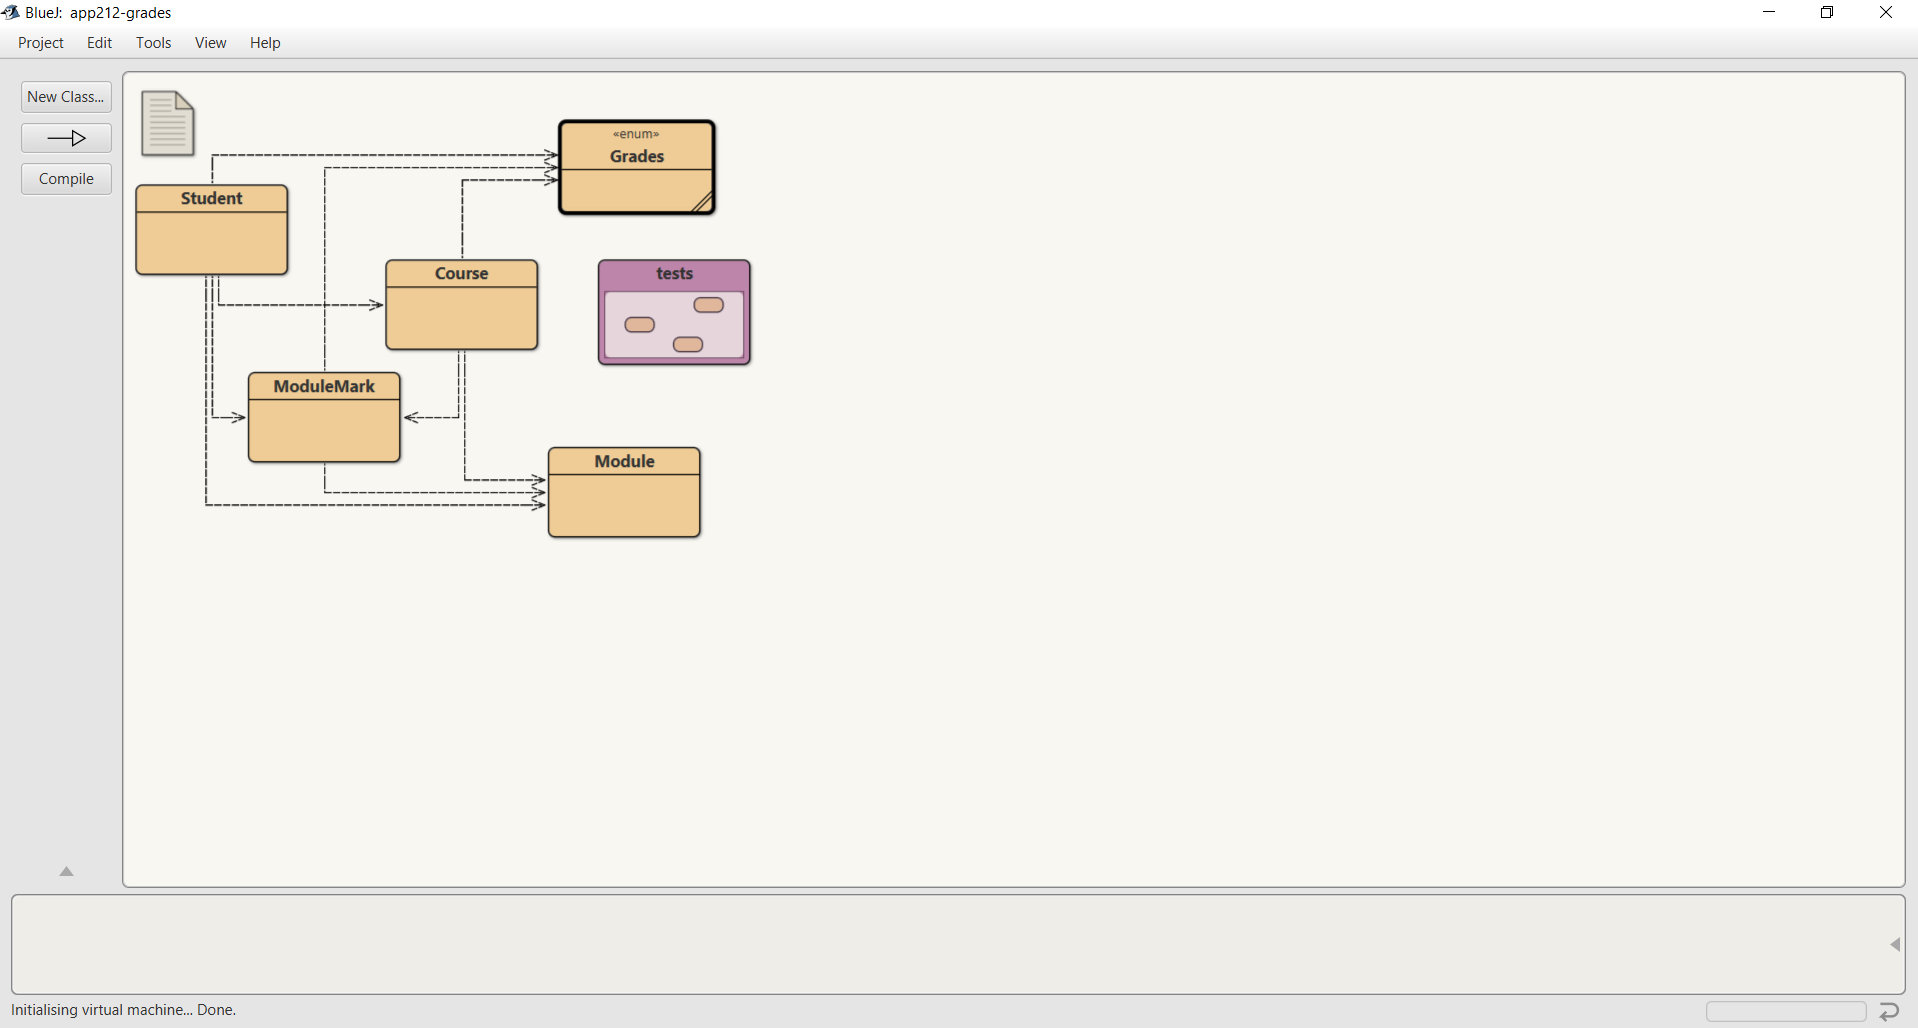 BlueJ: app212-grades
Project Edit Tools View Help
New Class...
Compile
«enum»
Grades
Student
Course
tests
ModuleMark
Module
Initialising virtual machine... Done.